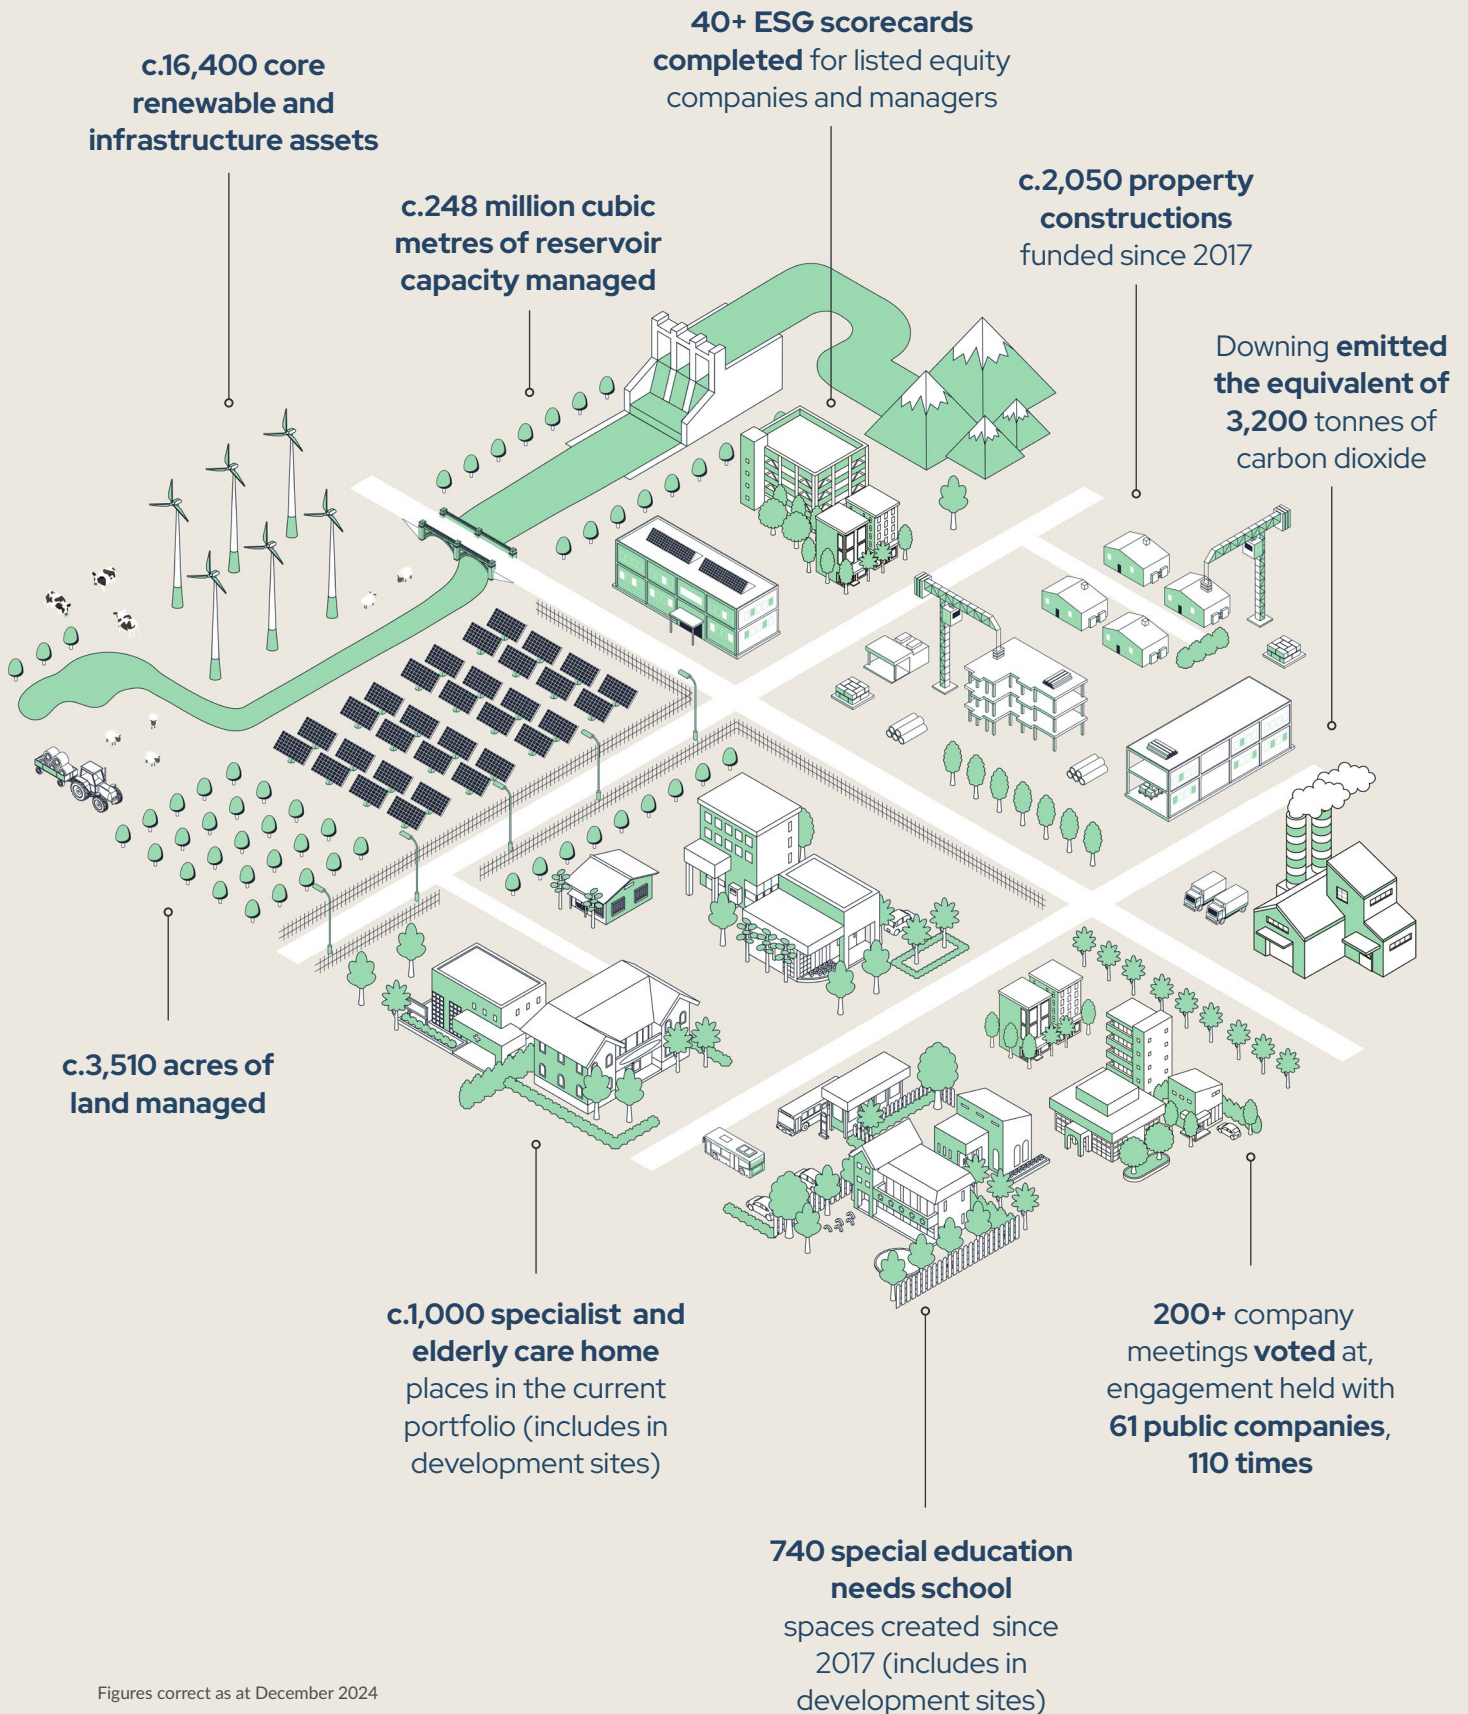 40+ ESG scorecards
completed for listed equity
companies and managers
c.16,400 core
renewable and
infrastructure assets
c.2,050 property
constructions
funded since 2017
c.248 million cubic
metres of reservoir
capacity managed
Downing emitted
the equivalent of
3,200 tonnes of
carbon dioxide
c.3,510 acres of
land managed
c.1,000 specialist and
elderly care home
places in the current
portfolio (includes in
development sites)
200+ company
meetings voted at,
engagement held with
61 public companies,
110 times
740 special education
needs school
spaces created since
2017 (includes in
development sites)
Figures correct as at December 2024